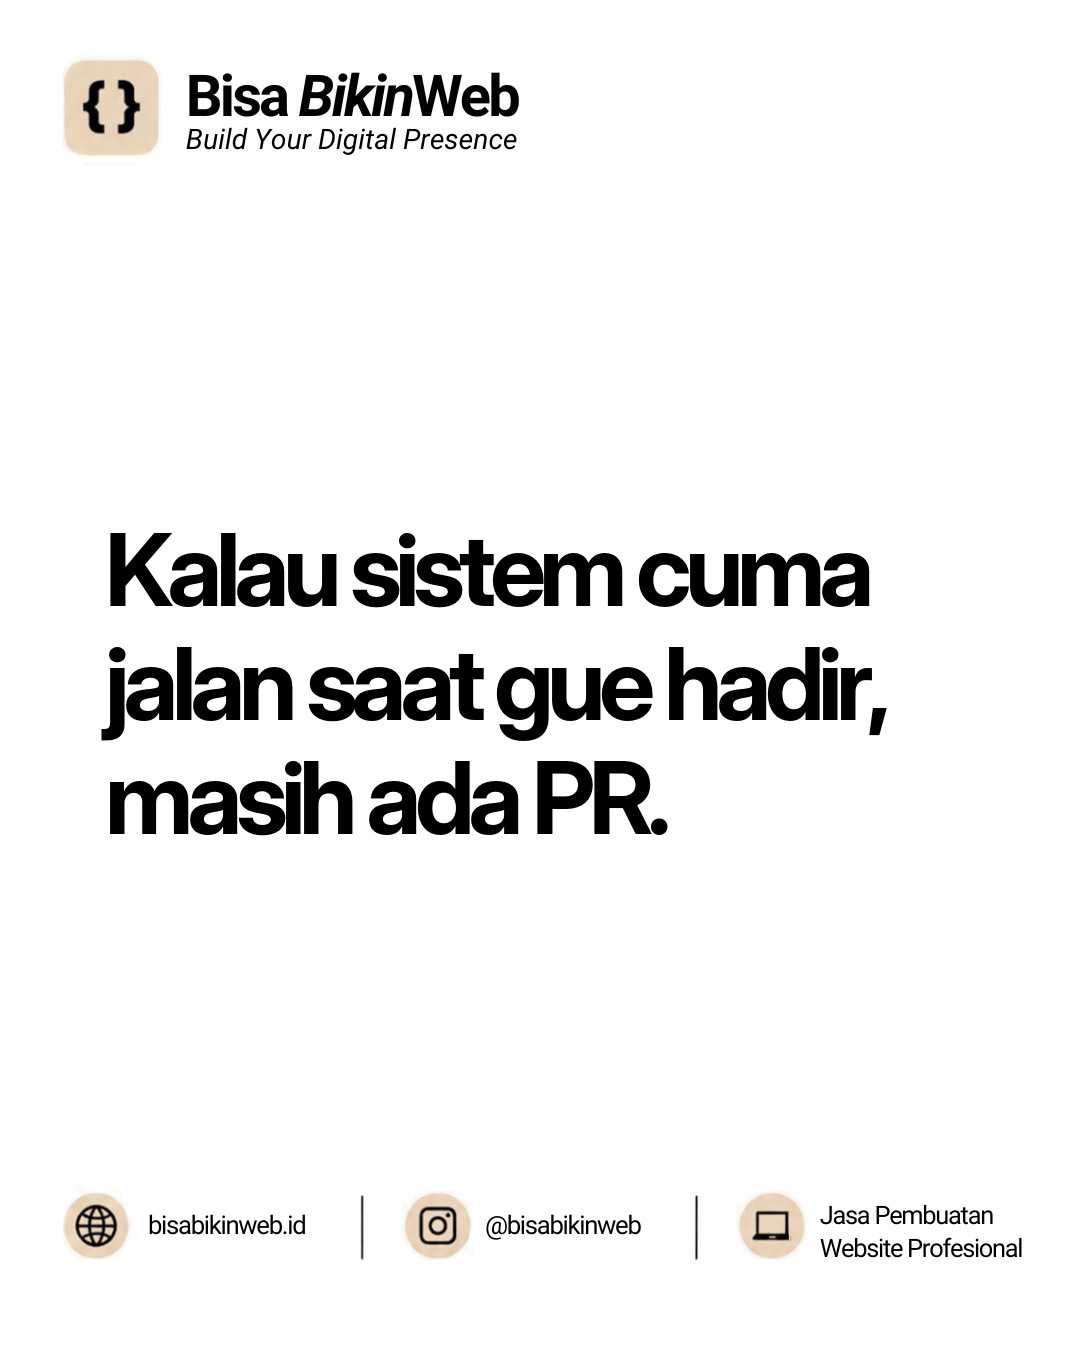 { }
Bisa BikinWeb
Build Your Digital Presence
Kalau sistem cuma
jalan saat gue hadir,
masih ada PR.
bisabikinweb.id
@bisabikinweb
Jasa Pembuatan
Website Profesional